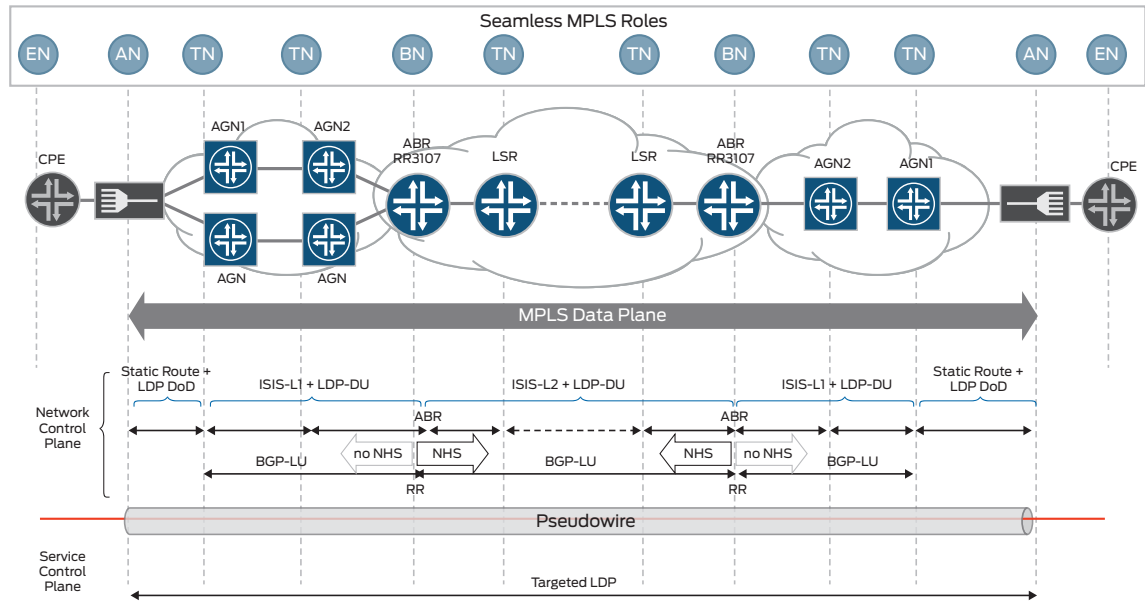 Seamless MPLS Roles
EN AN TN TN BN TN TN BN TN TN AN EN
AGN1 AGN2 ABR LSR LSR ABR
RR3107 RR3107
AGN2 AGN1
CPE CPE
AGN AGN
MPLS Data Plane
Static Route +
LDP DoD
ISIS-L1 + LDP-DU
ISIS-L2 + LDP-DU
ISIS-L1 + LDP-DU
Static Route +
LDP DoD
Network
Control
Plane
ABR ABR
no NHS NHS NHS no NHS
BGP-LU BGP-LU BGP-LU
RR RR
Pseudowire
Service
Control
Plane
Targeted LDP